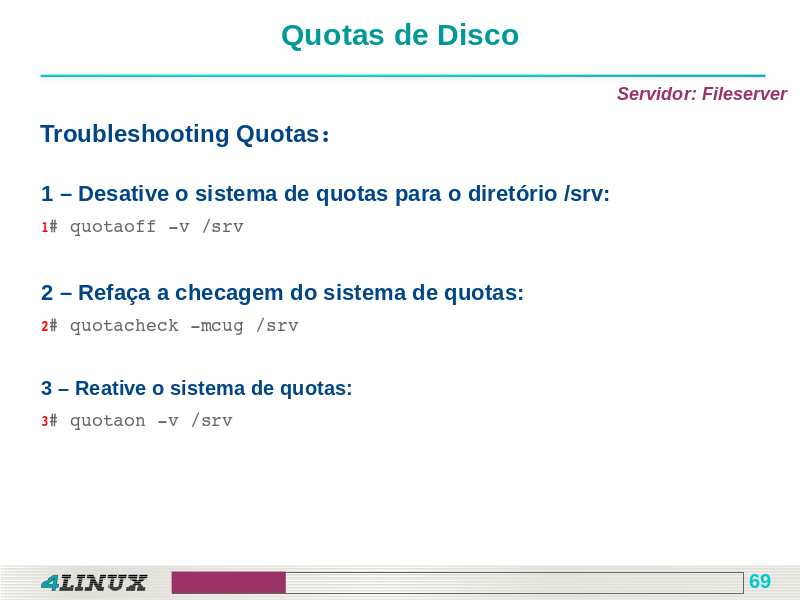 Quotas de Disco
Servidor: Fileserver
Troubleshooting Quotas:
1 – Desative o sistema de quotas para o diretório /srv:
1# quotaoff -v /srv
2 – Refaça a checagem do sistema de quotas:
2# quotacheck -mcug /srv
3 – Reative o sistema de quotas:
3# quotaon -v /srv
4LINUX
69